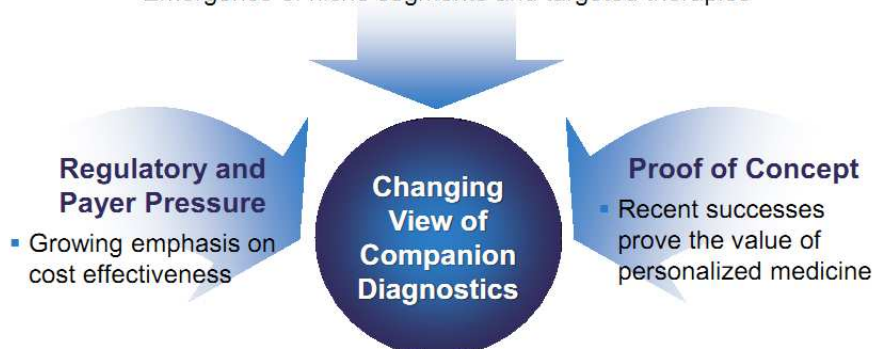 Regulatory and
Payer Pressure
▪ Growing emphasis on
cost effectiveness
Changing
View of
Companion
Diagnostics
Proof of Concept
▪ Recent successes
prove the value of
personalized medicine